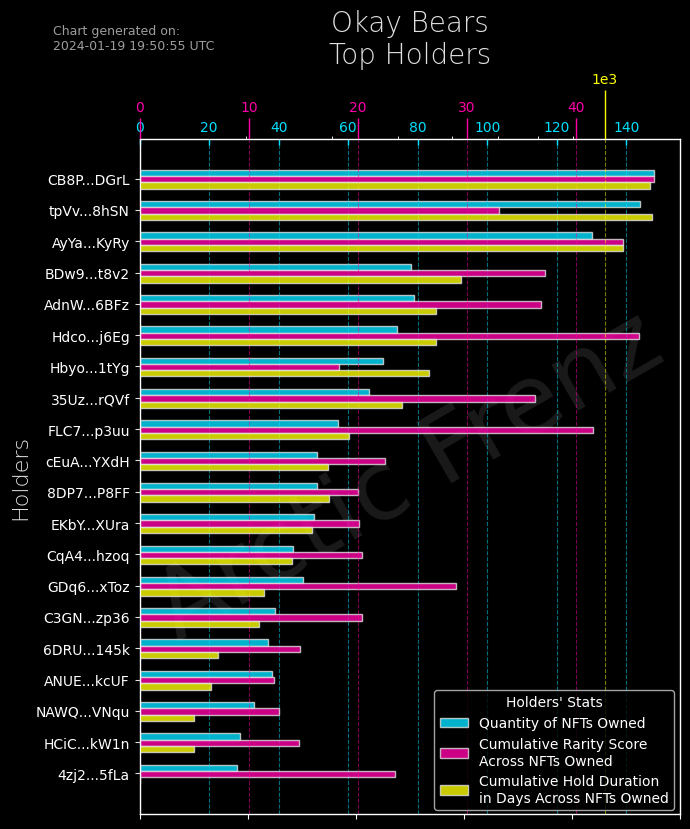 Chart generated on:
2024-01-19 19:50:55 UTC
Okay Bears
Top Holders
1e3
0 10 20 30 40
0 20 40 60 80 100 120 140
Holders
CB8P...DGrL
tpVv...8hSN
AyYa...KyRy
BDw9...t8v2
AdnW...6BFz
Hdco...j6Eg
Hbyo...1tYg
35Uz...rQVf
FLC7...p3uu
cEuA...YXdH
8DP7...P8FF
EKbY...XUra
CqA4...hzoq
GDq6...xToz
C3GN...zp36
6DRU...145k
ANUE...kcUF
NAWQ...VNqu
HCiC...kW1n
4zj2...5fLa
Arctic Frenz
Holders' Stats
Quantity of NFTs Owned
Cumulative Rarity Score
Across NFTs Owned
Cumulative Hold Duration
in Days Across NFTs Owned